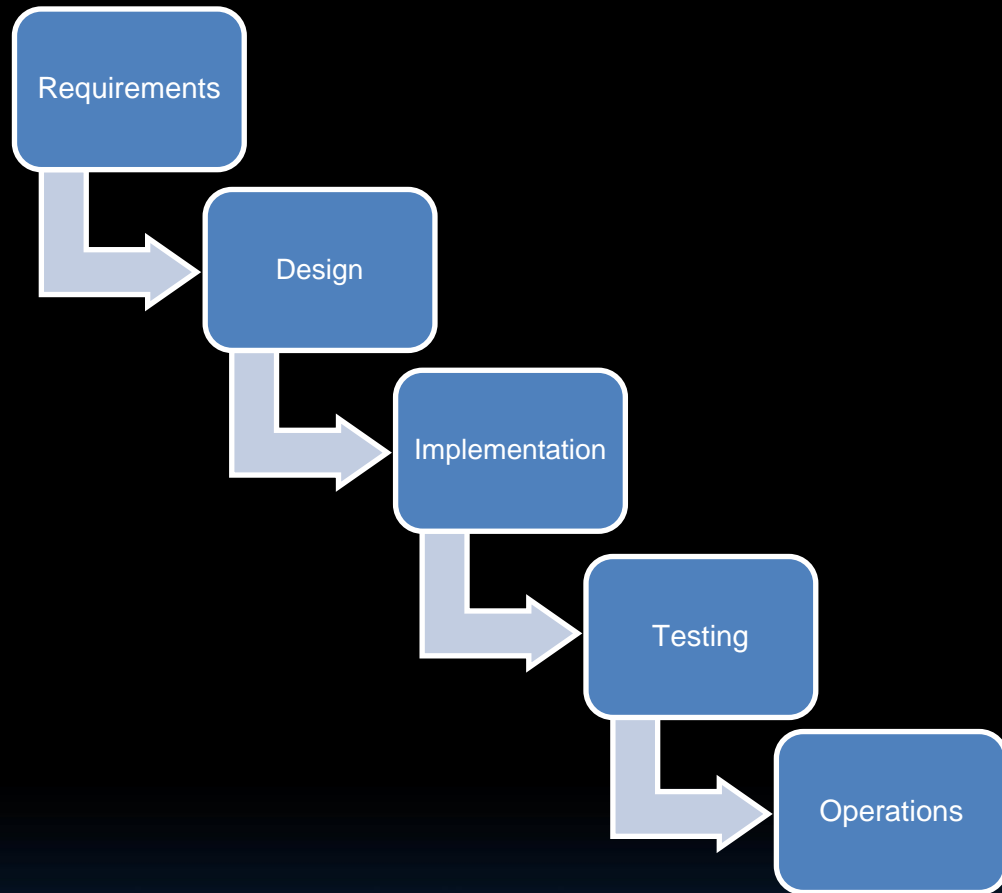 Requirements
Design
Implementation
Testing
Operations